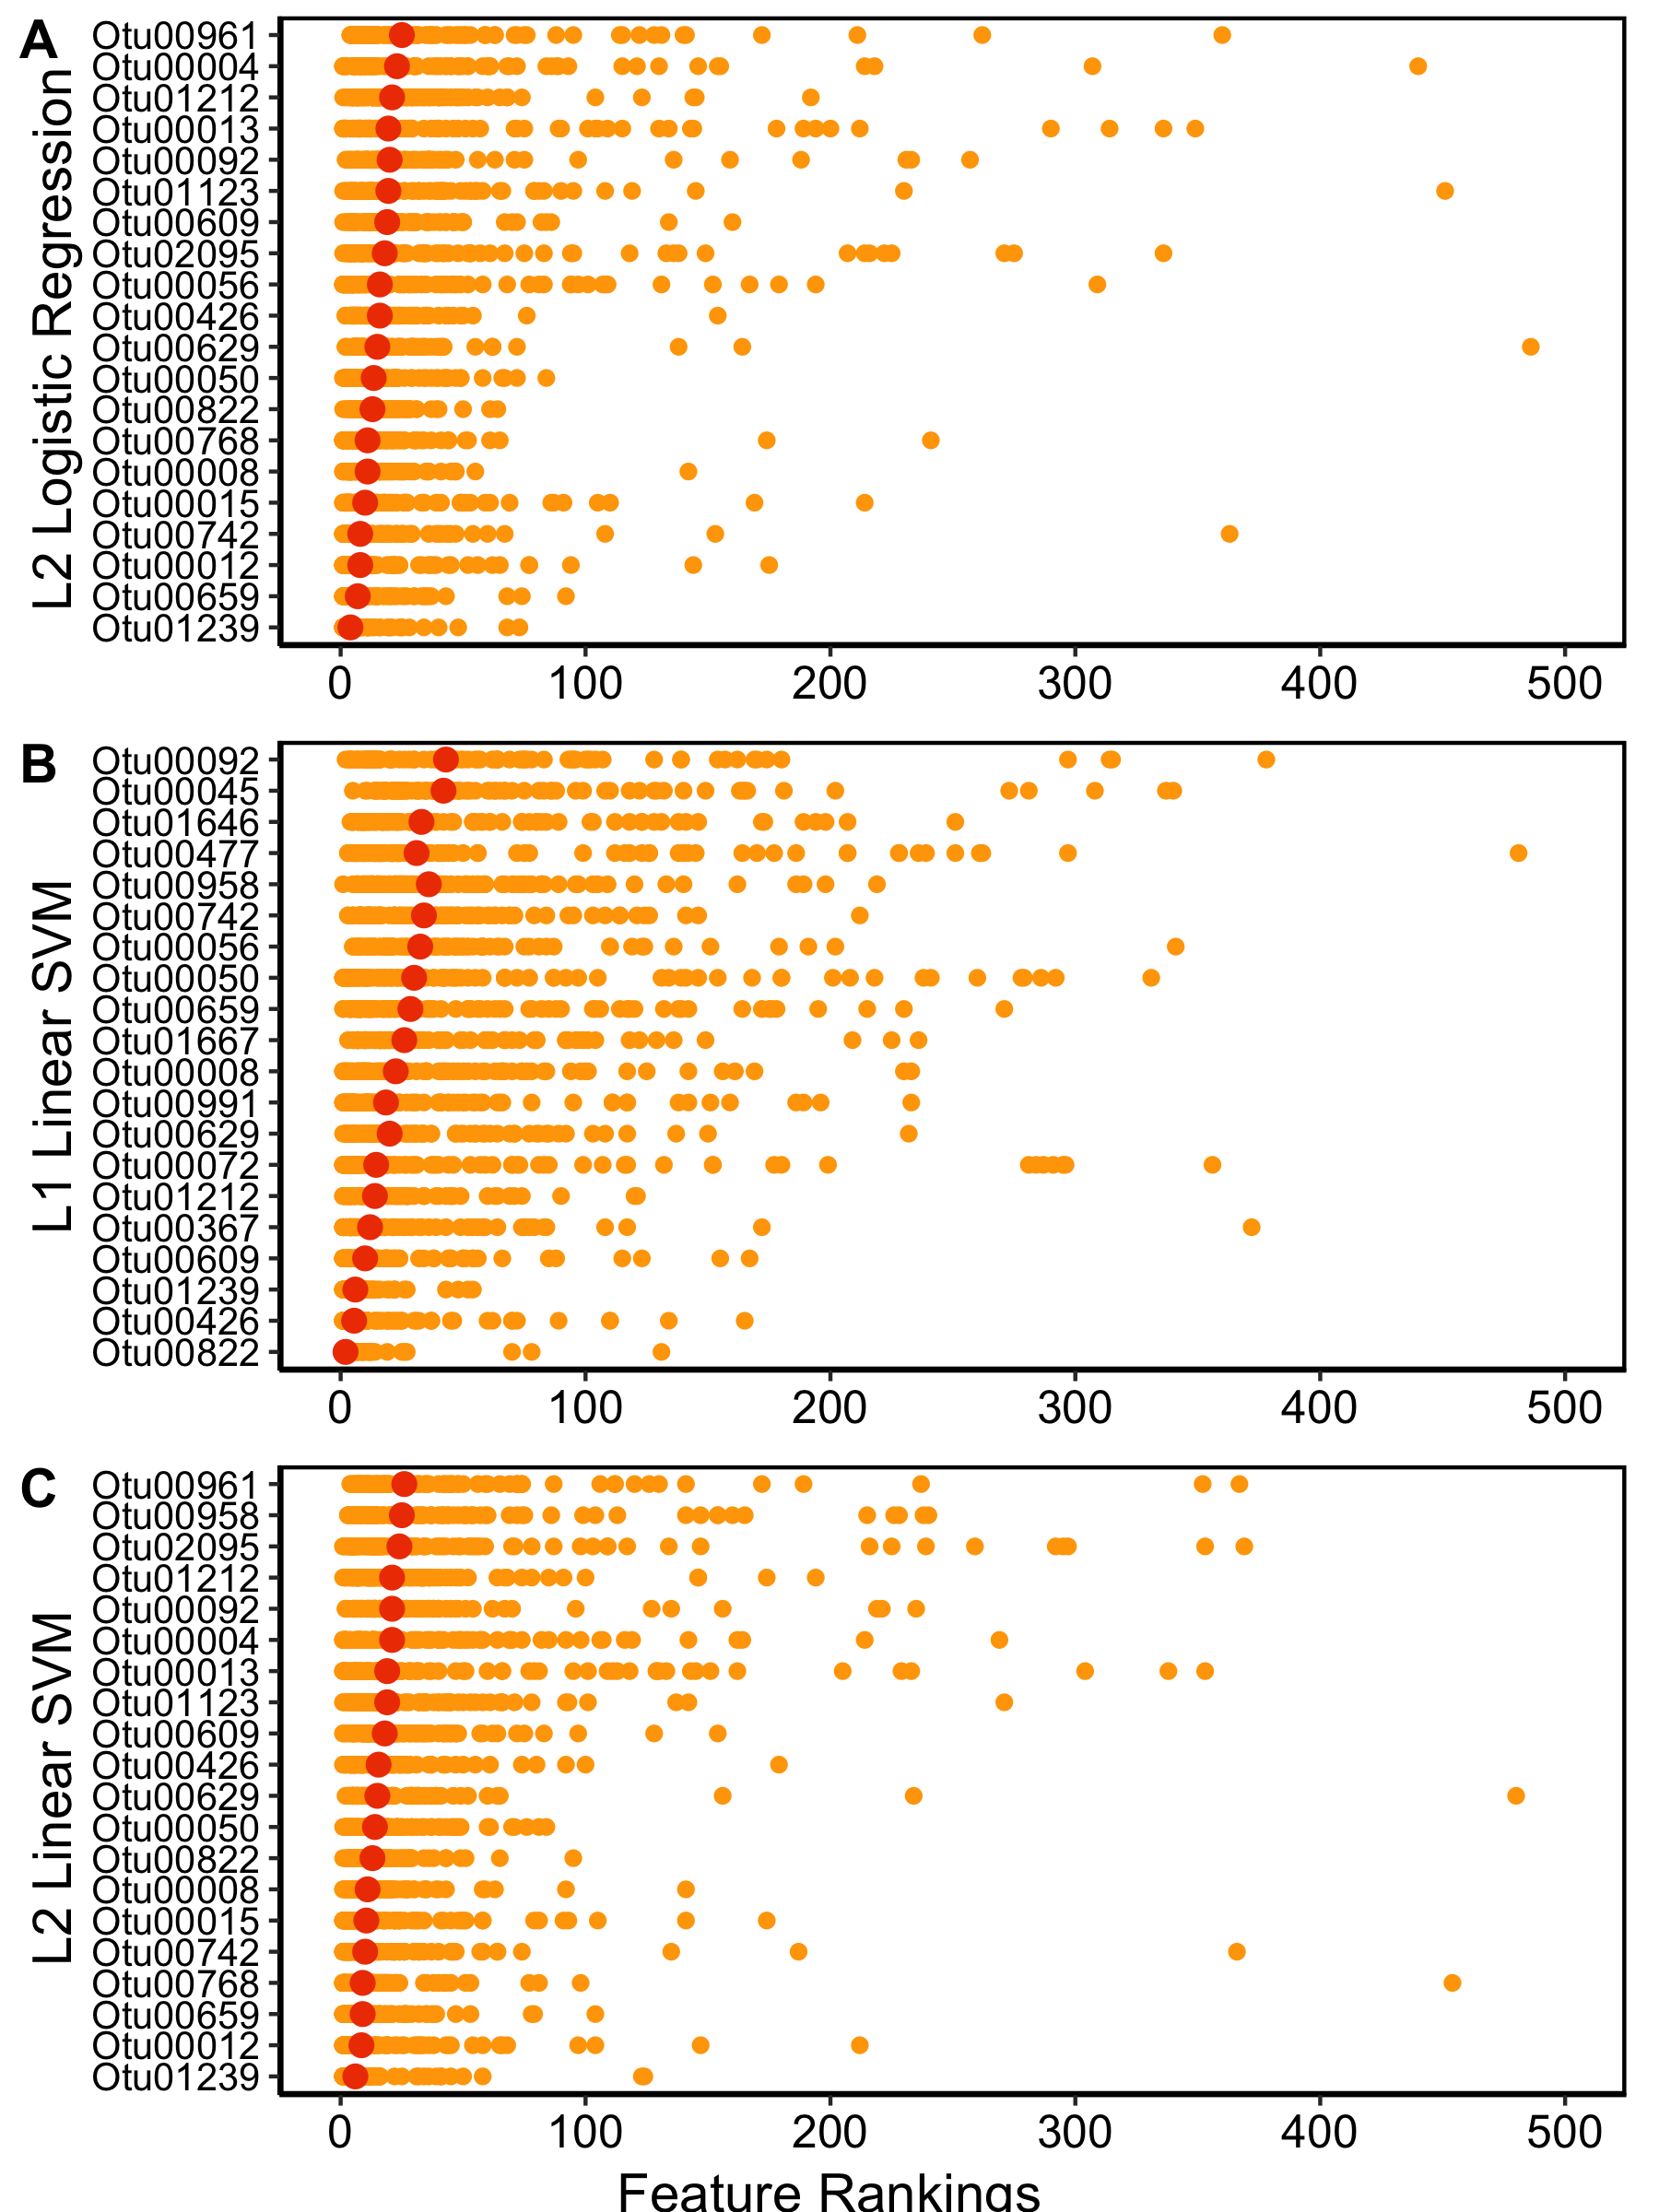 A
L2 Logistic Regression
Otu00961
Otu00004
Otu01212
Otu00013
Otu00092
Otu01123
Otu00609
Otu02095
Otu00056
Otu00426
Otu00629
Otu00050
Otu00822
Otu00768
Otu00008
Otu00015
Otu00742
Otu00012
Otu00659
Otu01239
0 100 200 300 400 500
B
L1 Linear SVM
Otu00092
Otu00045
Otu01646
Otu00477
Otu00958
Otu00742
Otu00056
Otu00050
Otu00659
Otu01667
Otu00008
Otu00991
Otu00629
Otu00072
Otu01212
Otu00367
Otu00609
Otu01239
Otu00426
Otu00822
0 100 200 300 400 500
C
L2 Linear SVM
Otu00961
Otu00958
Otu02095
Otu01212
Otu00092
Otu00004
Otu00013
Otu01123
Otu00609
Otu00426
Otu00629
Otu00050
Otu00822
Otu00008
Otu00015
Otu00742
Otu00768
Otu00659
Otu00012
Otu01239
0 100 200 300 400 500
Feature Rankings